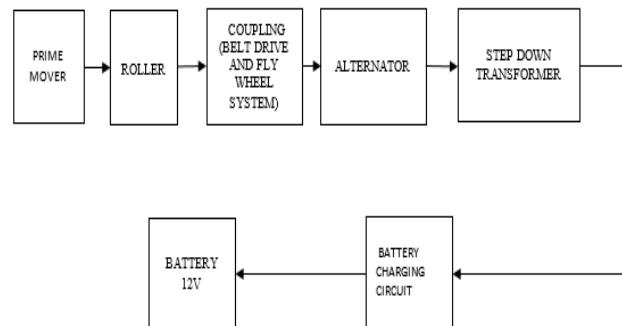 PRIME
MOVER
ROLLER
COUPLING
(BELT DRIVE
AND FLY
WHEEL
SYSTEM)
ALTERNATOR
STEP DOWN
TRANSFORMER
BATTERY
12V
BATTERY
CHARGING
CIRCUIT